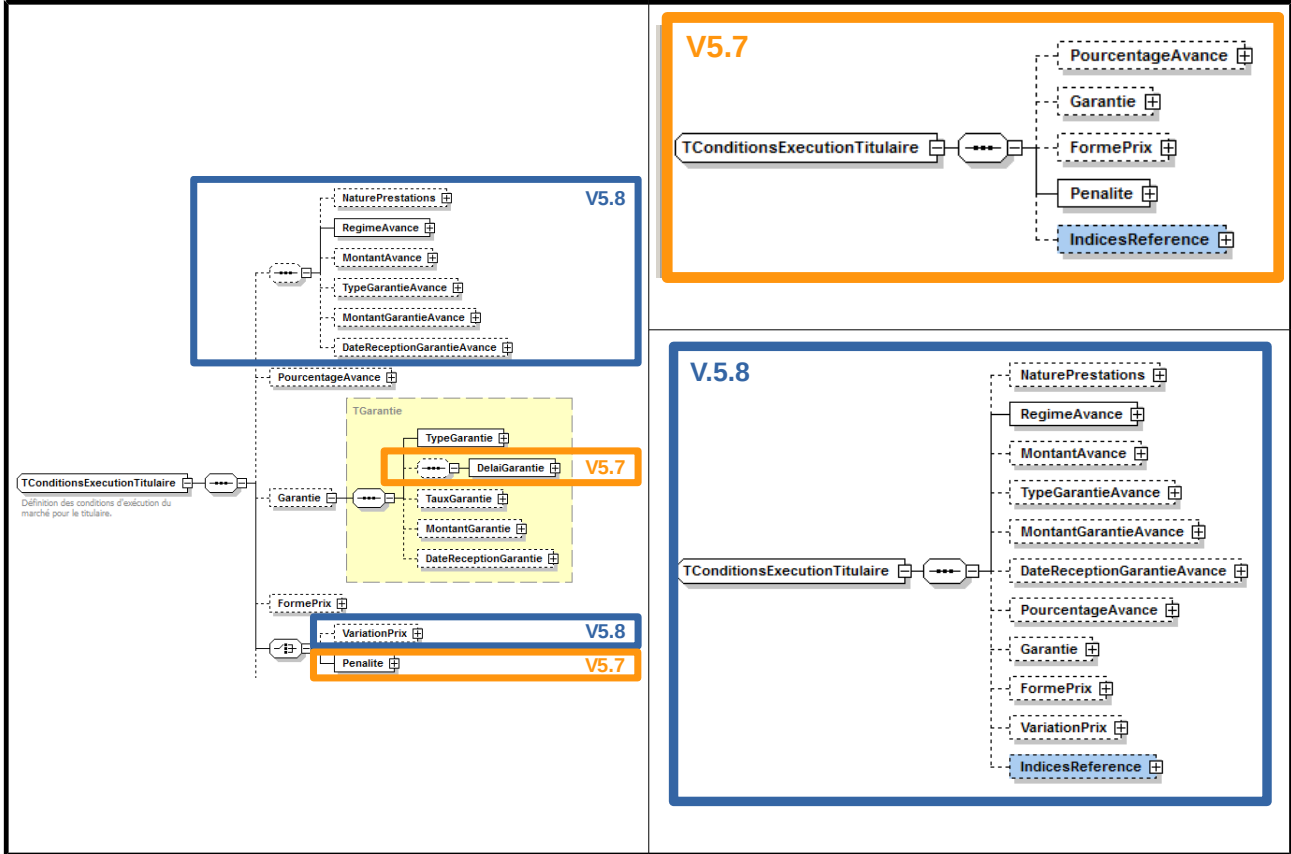 V5.8
NaturePrestations
RegimeAvance
MontantAvance
TypeGarantieAvance
MontantGarantieAvance
DateReceptionGarantieAvance
PourcentageAvance
TGarantie
TypeGarantie
DelaiGarantie
V5.7
TConditionsExecutionTitulaire
Définition des conditions d'exécution du
marché pour le titulaire.
Garantie
TauxGarantie
MontantGarantie
DateReceptionGarantie
FormePrix
VariationPrix
V5.8
Penalite
V5.7
V5.7
PourcentageAvance
Garantie
TConditionsExecutionTitulaire
FormePrix
Penalite
IndicesReference
V.5.8
NaturePrestations
RegimeAvance
MontantAvance
TypeGarantieAvance
MontantGarantieAvance
TConditionsExecutionTitulaire
DateReceptionGarantieAvance
PourcentageAvance
Garantie
FormePrix
VariationPrix
IndicesReference